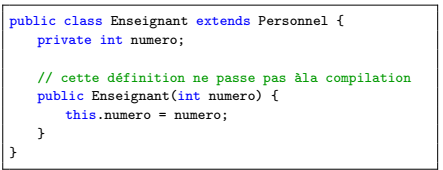 public class Enseignant extends Personnel {
    private int numero;

    // cette définition ne passe pas àla compilation
    public Enseignant(int numero) {
        this.numero = numero;
    }
}